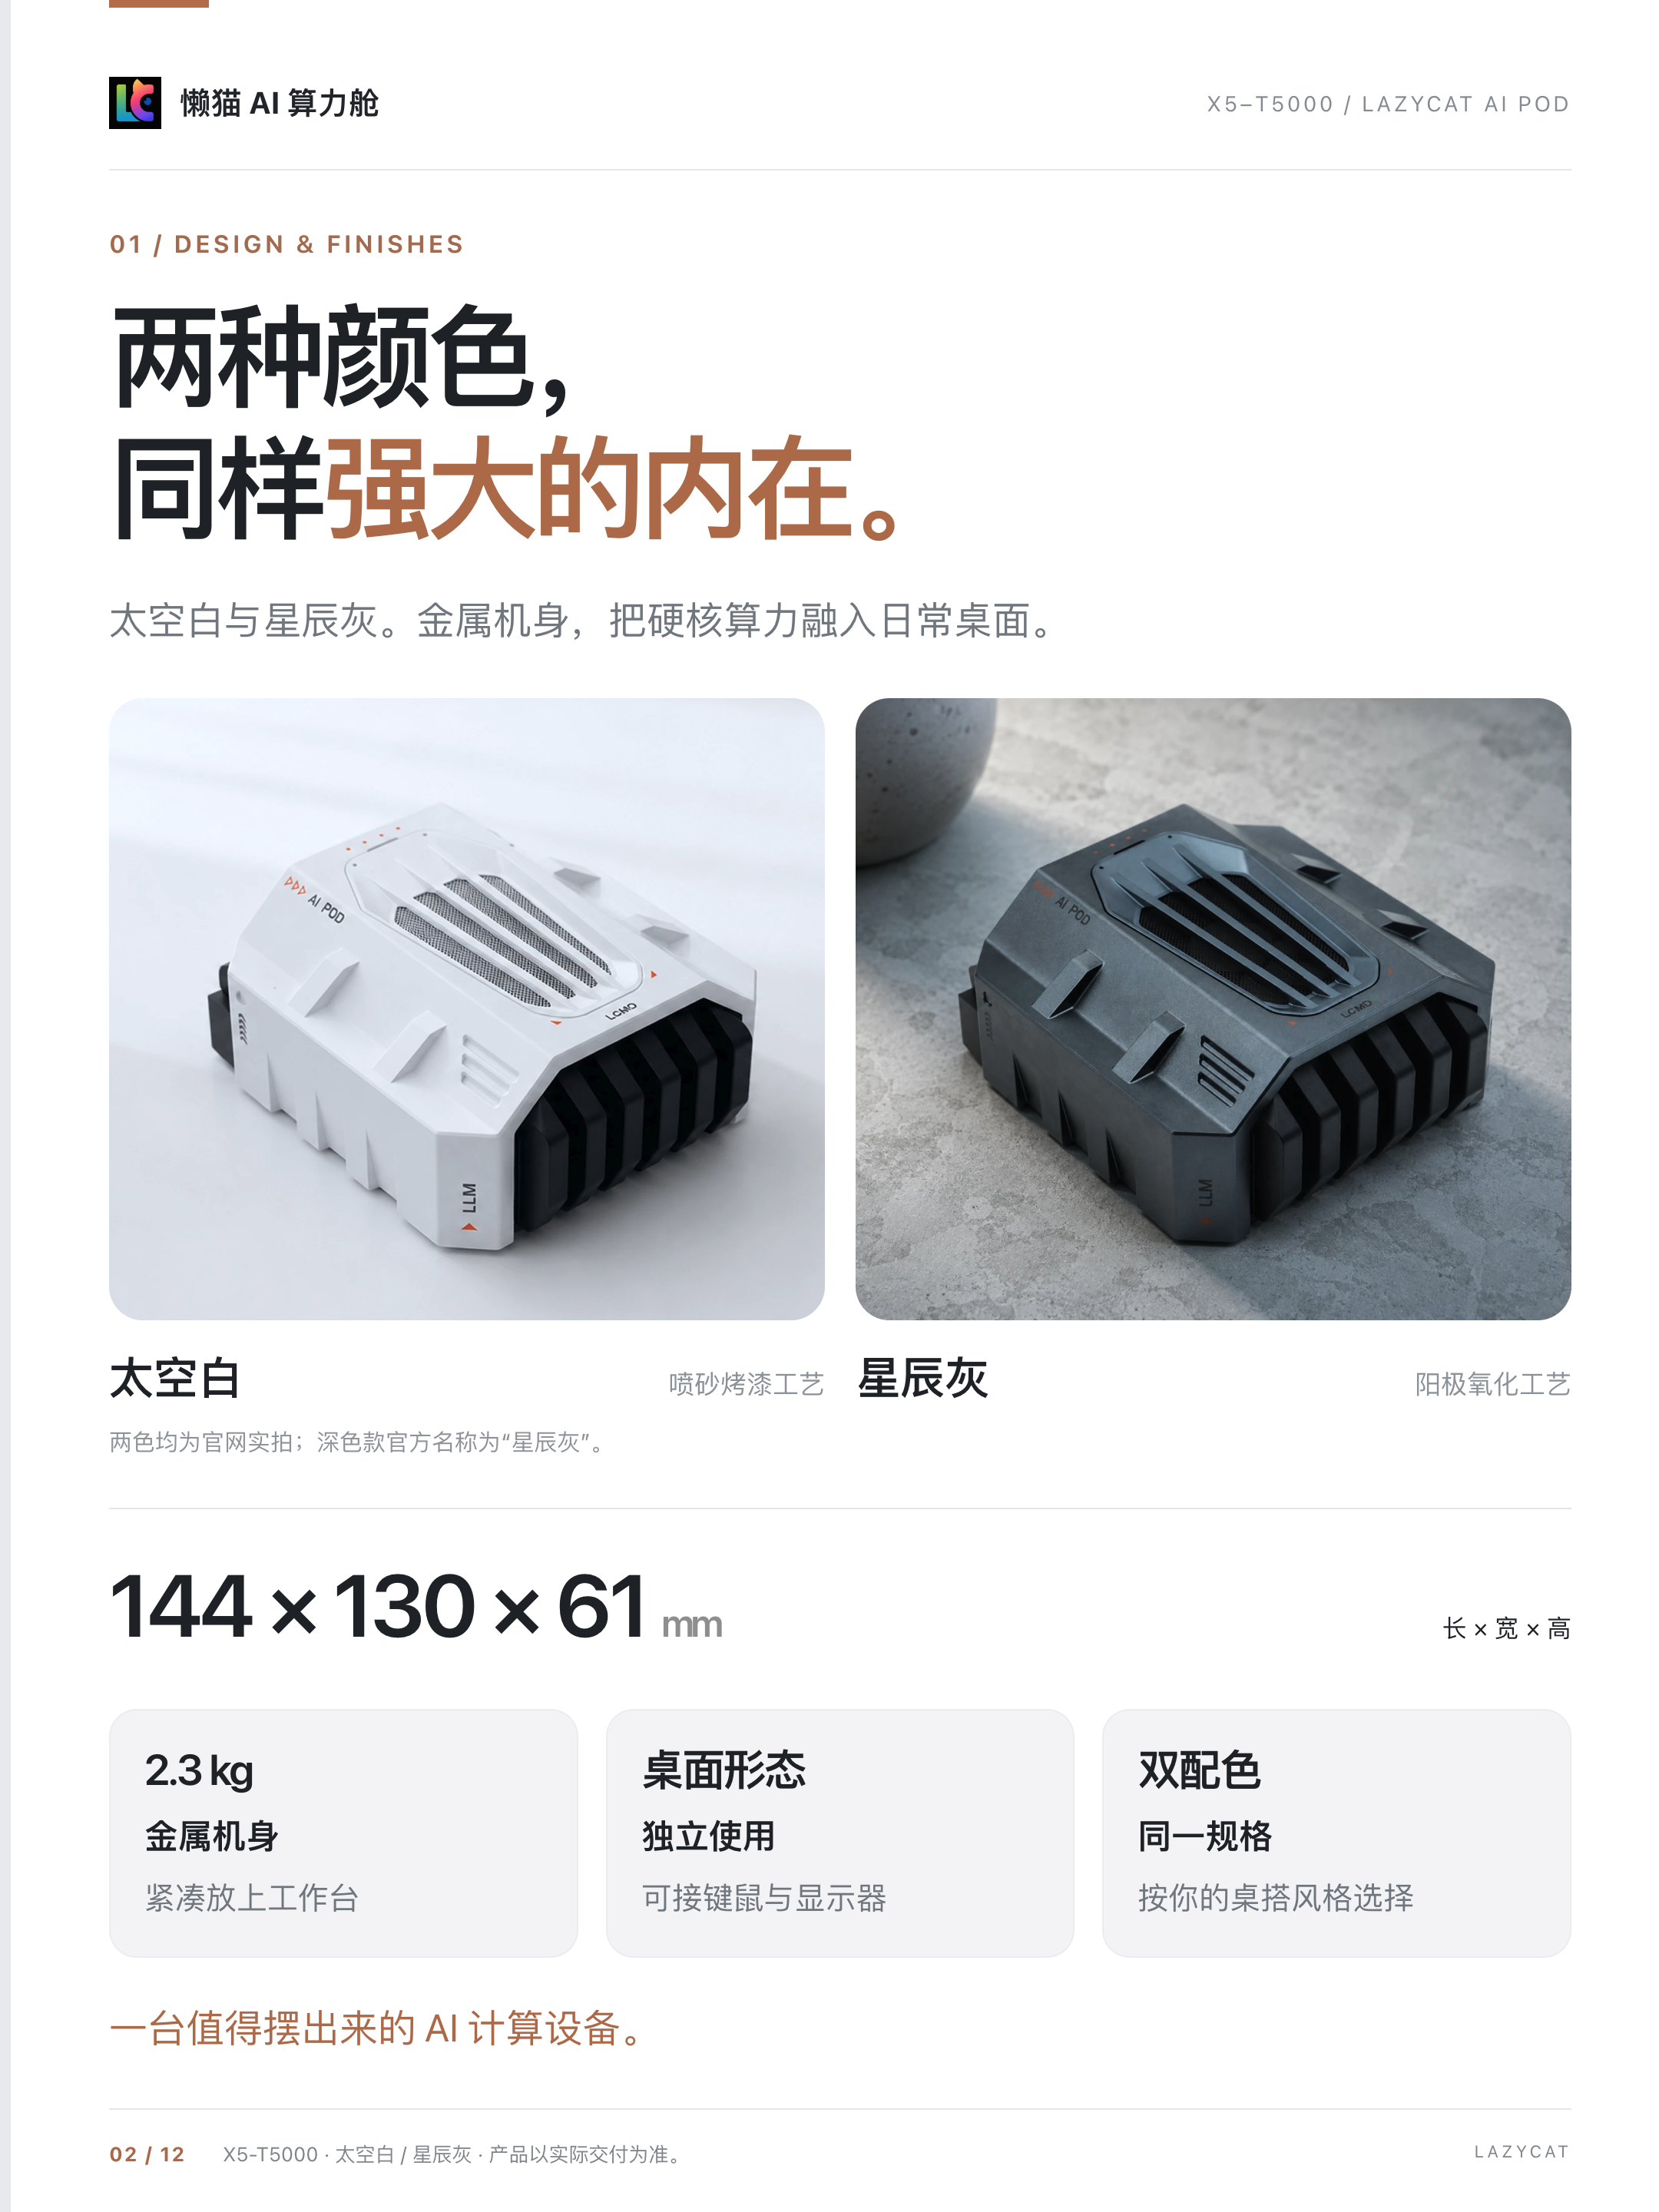 懒猫 AI 算力舱
X5–T5000 / LAZYCAT AI POD
01 / DESIGN & FINISHES
两种颜色，
同样强大的内在。
太空白与星辰灰。金属机身，把硬核算力融入日常桌面。
AI POD
LCMD
LLM
AI POD
LCMD
LLM
太空白
喷砂烤漆工艺
星辰灰
阳极氧化工艺
两色均为官网实拍；深色款官方名称为“星辰灰”。
144 × 130 × 61 mm
长 × 宽 × 高
2.3 kg
金属机身
紧凑放上工作台
桌面形态
独立使用
可接键鼠与显示器
双配色
同一规格
按你的桌搭风格选择
一台值得摆出来的 AI 计算设备。
02 / 12
X5-T5000 · 太空白 / 星辰灰 · 产品以实际交付为准。
LAZYCAT